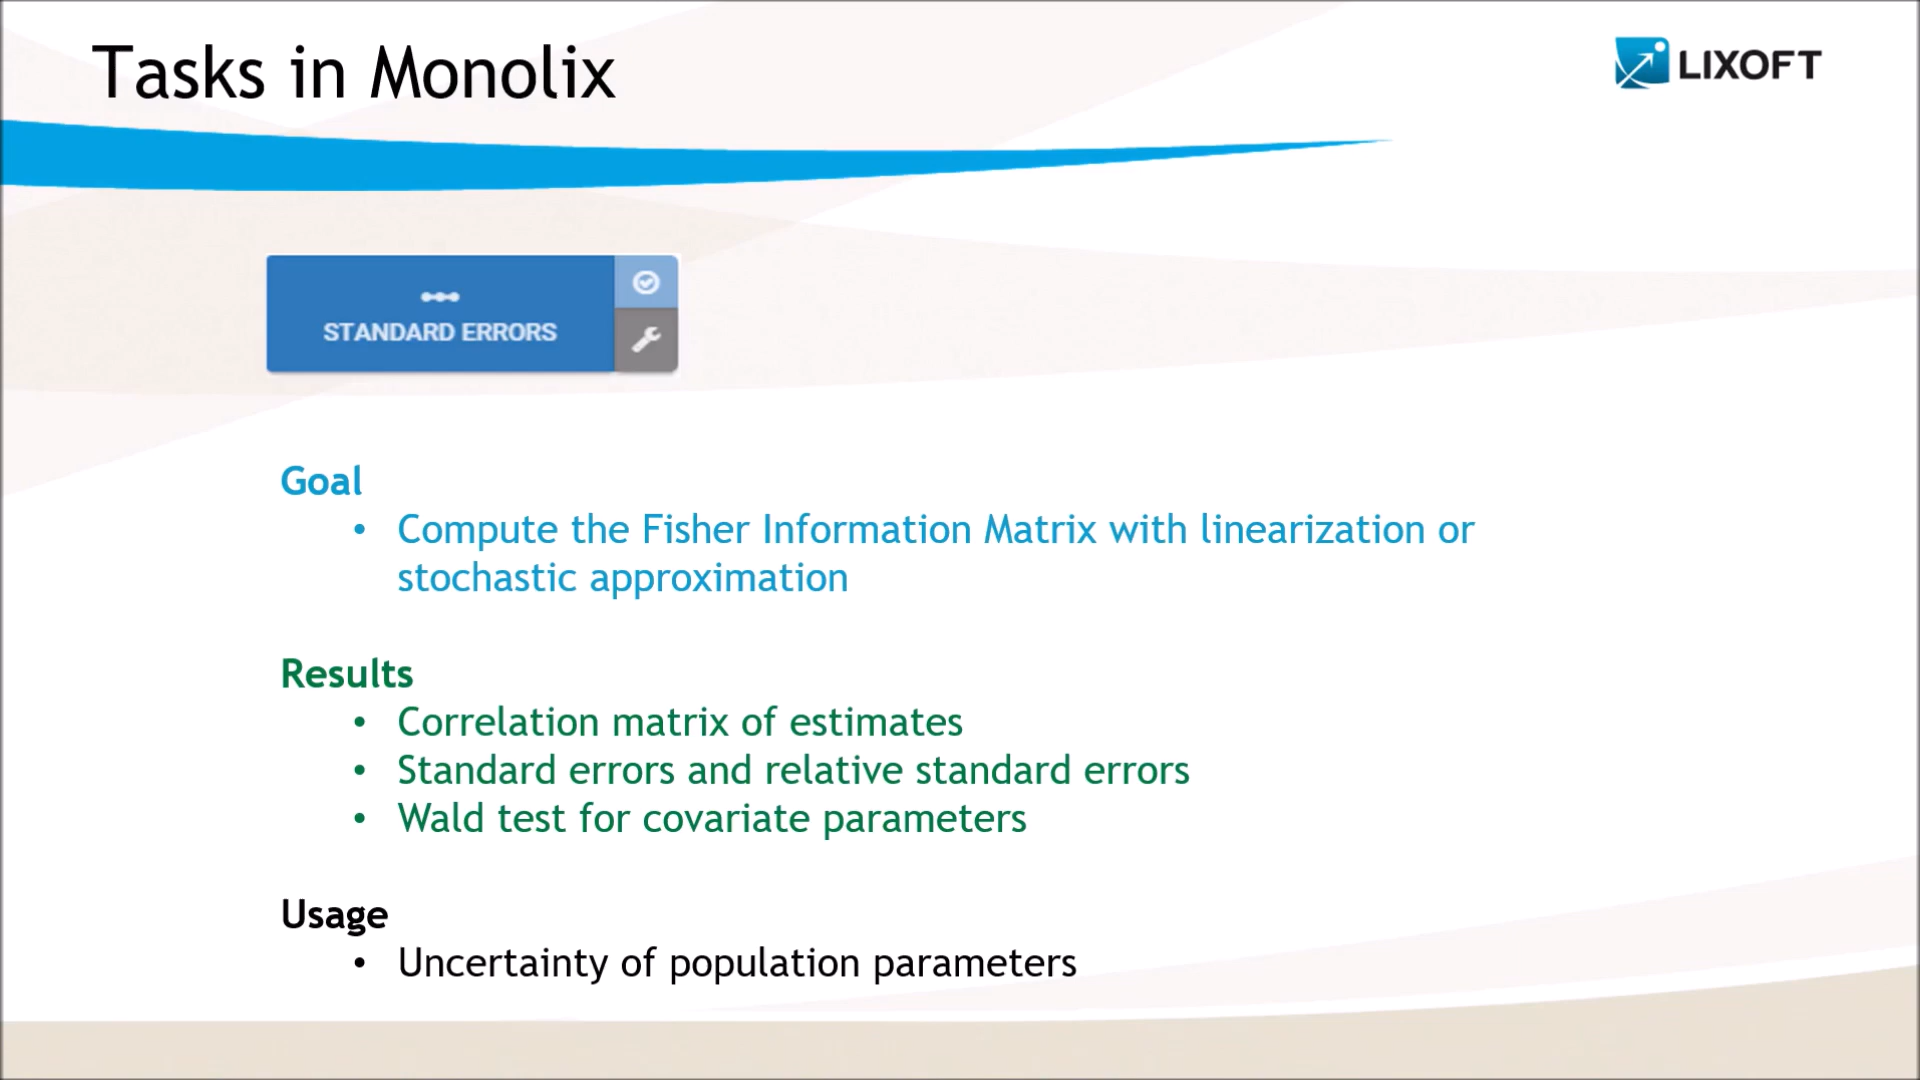 Tasks in Monolix
LIXOFT
STANDARD ERRORS
Goal
• Compute the Fisher Information Matrix with linearization or
stochastic approximation
Results
• Correlation matrix of estimates
• Standard errors and relative standard errors
• Wald test for covariate parameters
Usage
• Uncertainty of population parameters